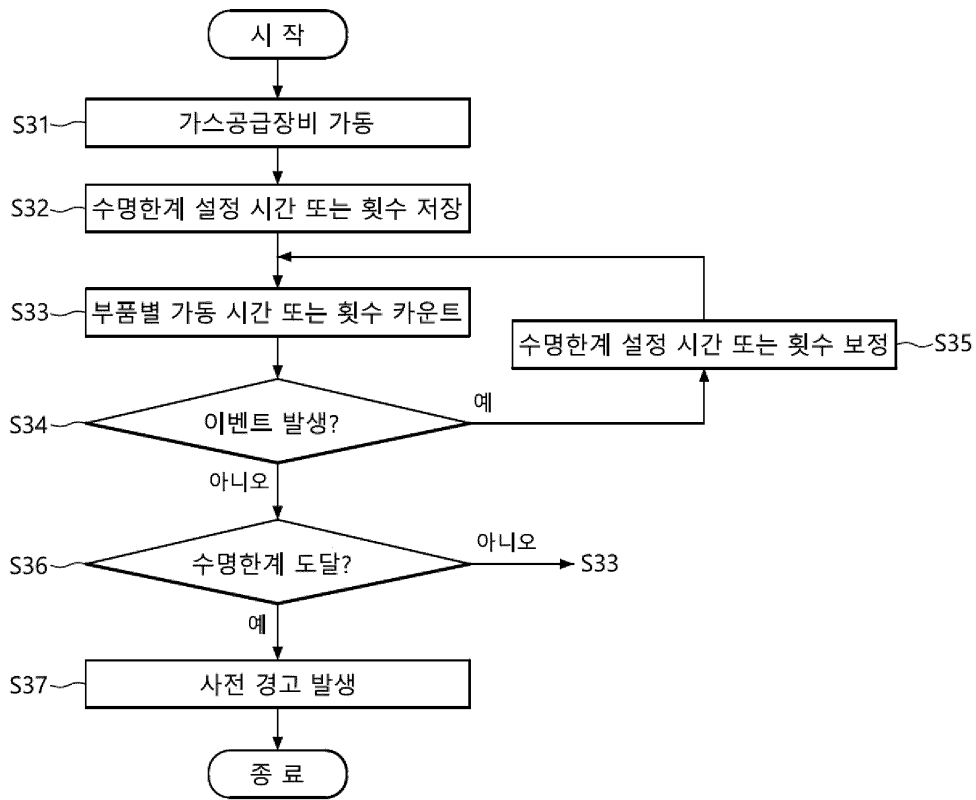 시 작
S31 가스공급장비 가동
S32 수명한계 설정 시간 또는 횟수 저장
S33 부품별 가동 시간 또는 횟수 카운트
수명한계 설정 시간 또는 횟수 보정 S35
S34 이벤트 발생? 예
아니오
S36 수명한계 도달? 아니오 S33
예
S37 사전 경고 발생
종 료